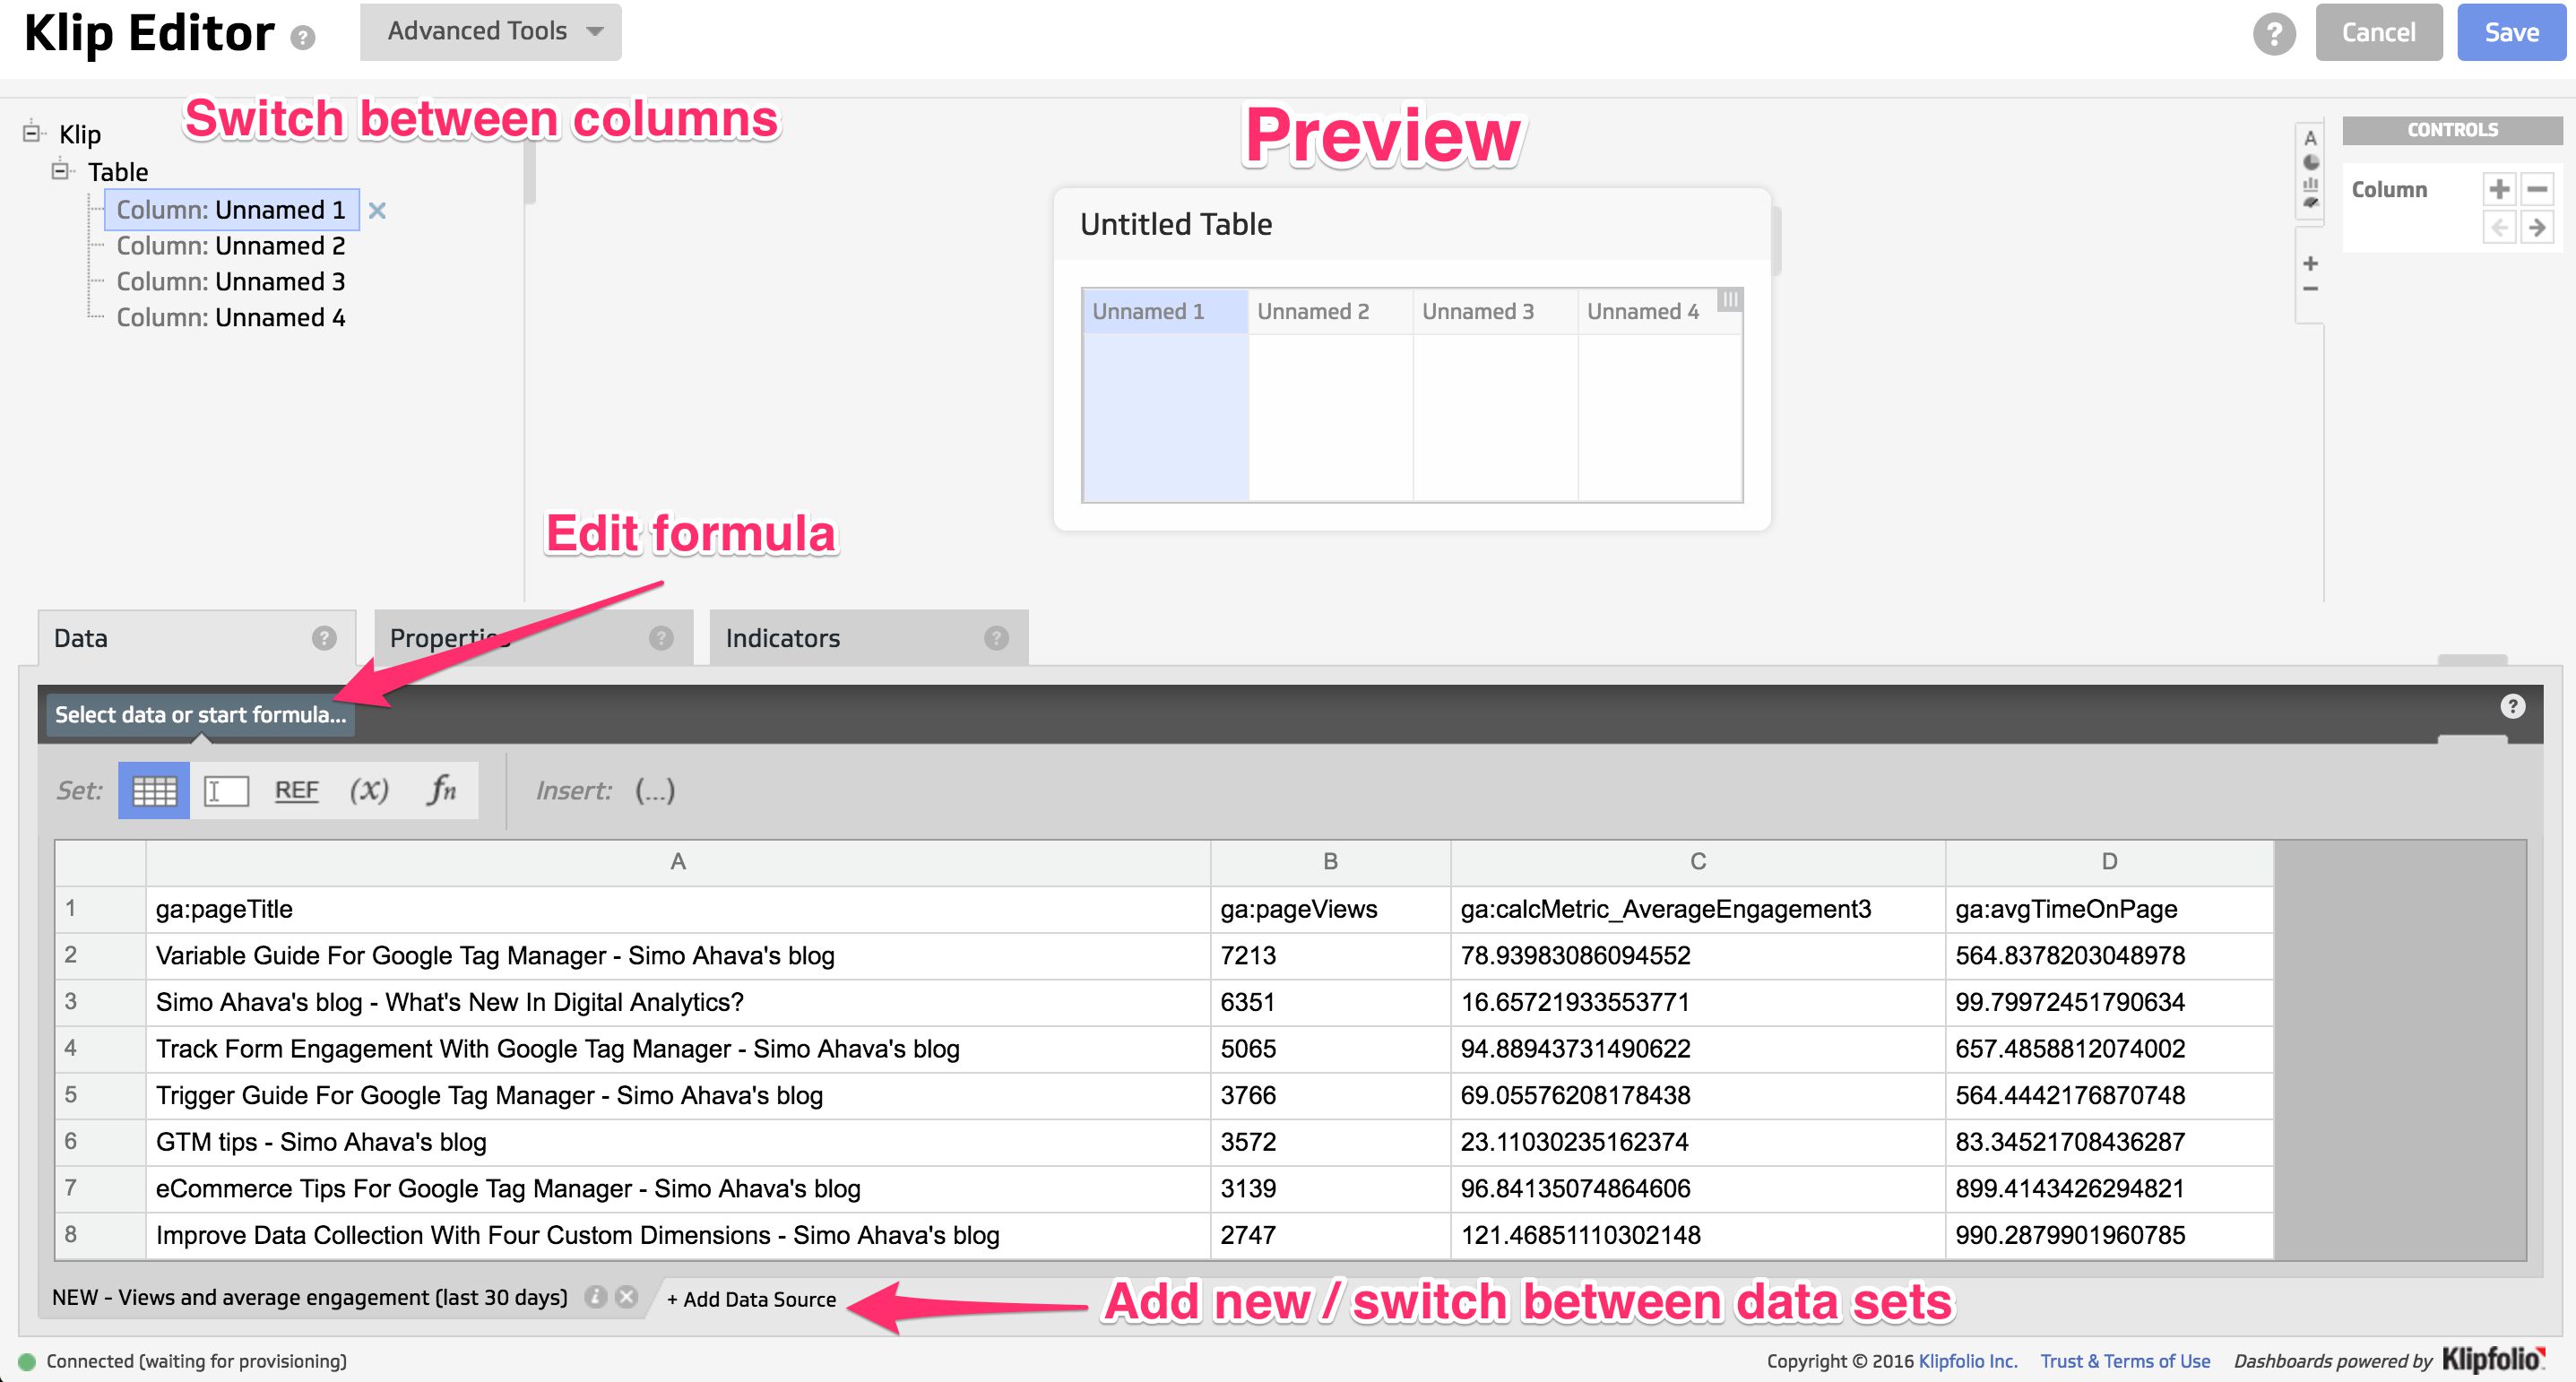 Klip Editor ?
Advanced Tools
?
Cancel
Save
Switch between columns
Preview
Klip
Table
Column: Unnamed 1
Column: Unnamed 2
Column: Unnamed 3
Column: Unnamed 4
Untitled Table
Unnamed 1 Unnamed 2 Unnamed 3 Unnamed 4
A
CONTROLS
Column
Edit formula
Data ?
Properties ?
Indicators ?
Select data or start formula...
?
Set: REF (x) fn Insert: (...)
A B C D
1 ga:pageTitle ga:pageViews ga:calcMetric_AverageEngagement3 ga:avgTimeOnPage
2 Variable Guide For Google Tag Manager - Simo Ahava's blog 7213 78.93983086094552 564.8378203048978
3 Simo Ahava's blog - What's New In Digital Analytics? 6351 16.65721933553771 99.79972451790634
4 Track Form Engagement With Google Tag Manager - Simo Ahava's blog 5065 94.88943731490622 657.4858812074002
5 Trigger Guide For Google Tag Manager - Simo Ahava's blog 3766 69.05576208178438 564.4442176870748
6 GTM tips - Simo Ahava's blog 3572 23.11030235162374 83.34521708436287
7 eCommerce Tips For Google Tag Manager - Simo Ahava's blog 3139 96.84135074864606 899.4143426294821
8 Improve Data Collection With Four Custom Dimensions - Simo Ahava's blog 2747 121.46851110302148 990.2879901960785
NEW - Views and average engagement (last 30 days)
+ Add Data Source
Add new / switch between data sets
Connected (waiting for provisioning)
Copyright © 2016 Klipfolio Inc. Trust & Terms of Use Dashboards powered by Klipfolio